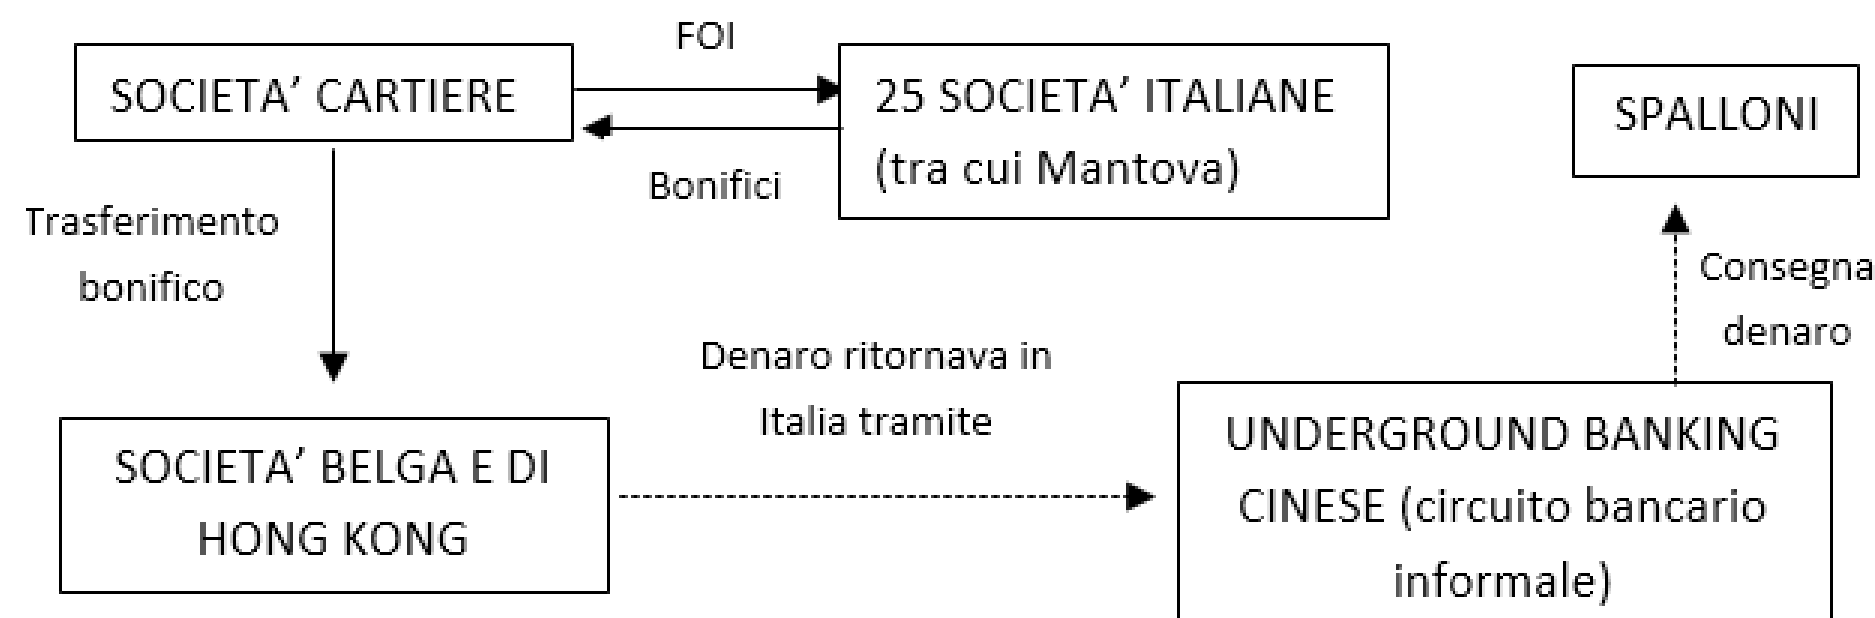 FOI
SOCIETA’ CARTIERE
25 SOCIETA’ ITALIANE
(tra cui Mantova)
SPALLONI
Bonifici
Trasferimento
bonifico
Consegna
denaro
Denaro ritornava in
Italia tramite
SOCIETA’ BELGA E DI
HONG KONG
UNDERGROUND BANKING
CINESE (circuito bancario
informale)